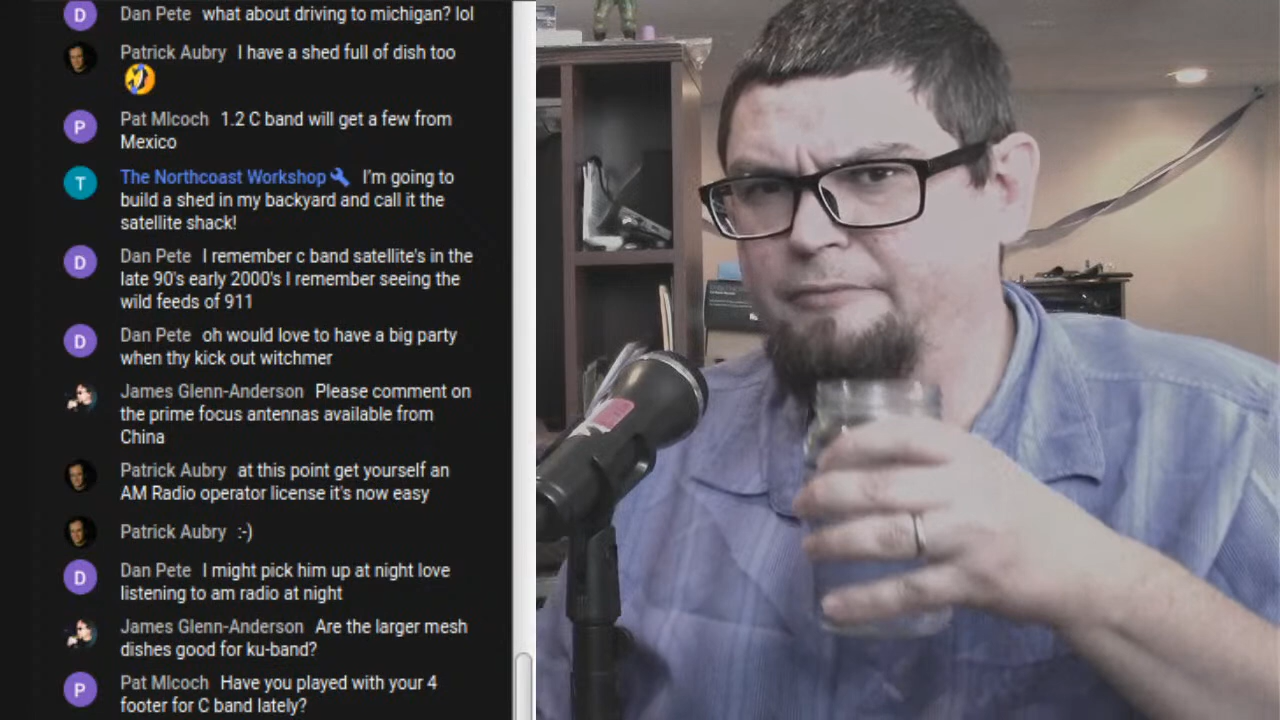 D Dan Pete what about driving to michigan? lol
Patrick Aubry I have a shed full of dish too
P Pat Mlcoch 1.2 C band will get a few from
Mexico
T The Northcoast Workshop I'm going to
build a shed in my backyard and call it the
satellite shack!
D Dan Pete I remember c band satellite's in the
late 90's early 2000's I remember seeing the
wild feeds of 911
D Dan Pete oh would love to have a big party
when thy kick out witchmer
James Glenn-Anderson Please comment on
the prime focus antennas available from
China
Patrick Aubry at this point get yourself an
AM Radio operator license it's now easy
Patrick Aubry :-)
D Dan Pete I might pick him up at night love
listening to am radio at night
James Glenn-Anderson Are the larger mesh
dishes good for ku-band?
P Pat Mlcoch Have you played with your 4
footer for C band lately?